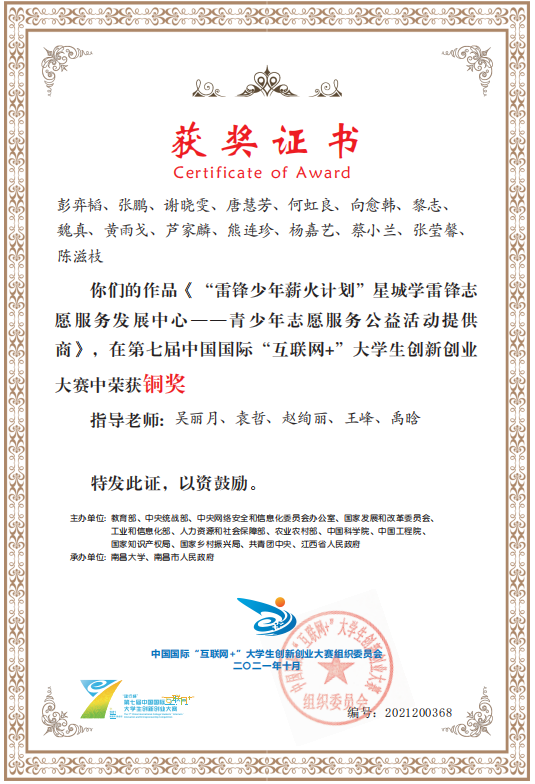 获奖证书
Certificate of Award
彭弈韬、张鹏、谢晓雯、唐慧芳、何虹良、向愈韩、黎志、
魏真、黄雨戈、芦家麟、熊连珍、杨嘉艺、蔡小兰、张莹馨、
陈滋枝
你们的作品《“雷锋少年薪火计划”星城学雷锋志
愿服务发展中心——青少年志愿服务公益活动提供
商》，在第七届中国国际“互联网+”大学生创新创业
大赛中荣获铜奖
指导老师：吴丽月、袁哲、赵绚丽、王峰、禹晗
特发此证，以资鼓励。
主办单位：教育部、中央统战部、中央网络安全和信息化委员会办公室、国家发展和改革委员会、
工业和信息化部、人力资源和社会保障部、农业农村部、中国科学院、中国工程院、
国家知识产权局、国家乡村振兴局、共青团中央、江西省人民政府
承办单位：南昌大学、南昌市人民政府
中国国际“互联网+”大学生创新创业大赛组织委员会
二〇二一年十月
中国国际“互联网+”大学生创新创业大赛
组织委员会
第七届中国国际“互联网+”
大学生创新创业大赛
编号：2021200368